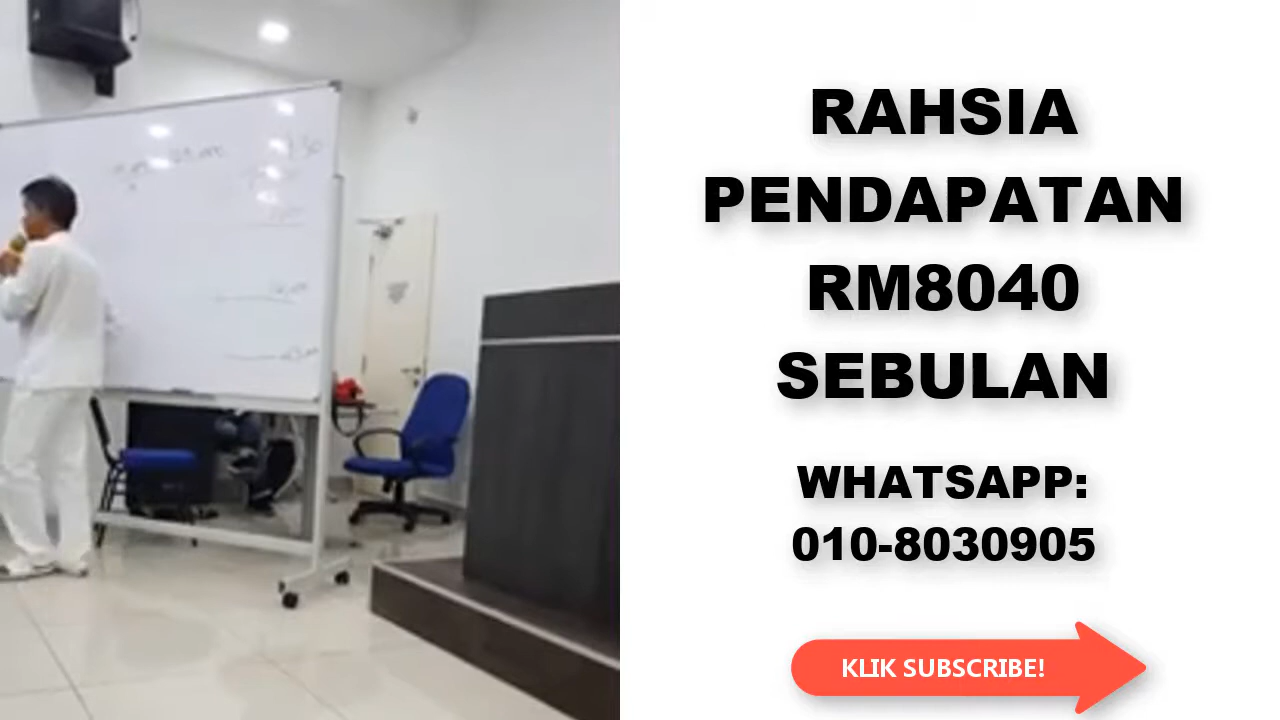 RAHSIA
PENDAPATAN
RM8040
SEBULAN
WHATSAPP:
010-8030905
KLIK SUBSCRIBE!